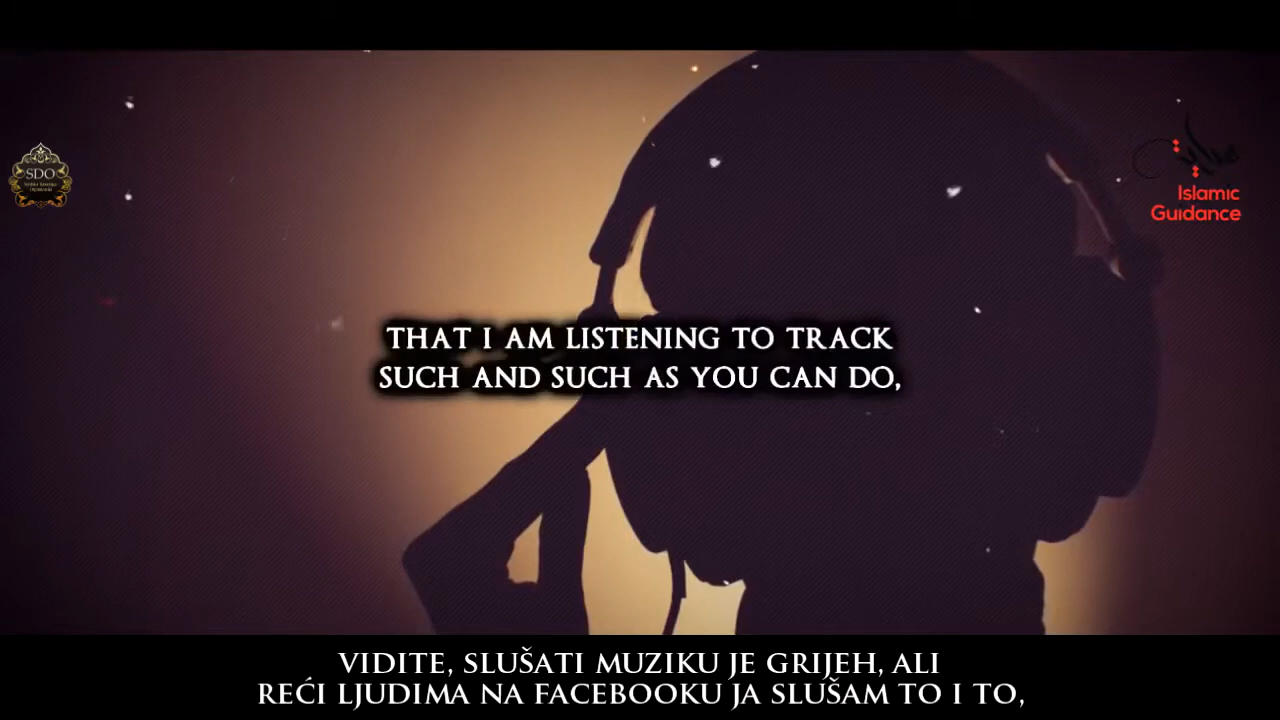 SDO
Islamic
Guidance
THAT I AM LISTENING TO TRACK
SUCH AND SUCH AS YOU CAN DO,
VIDITE, SLUŠATI MUZIKU JE GRIJEH, ALI
REĆI LJUDIMA NA FACEBOOKU JA SLUŠAM TO I TO,